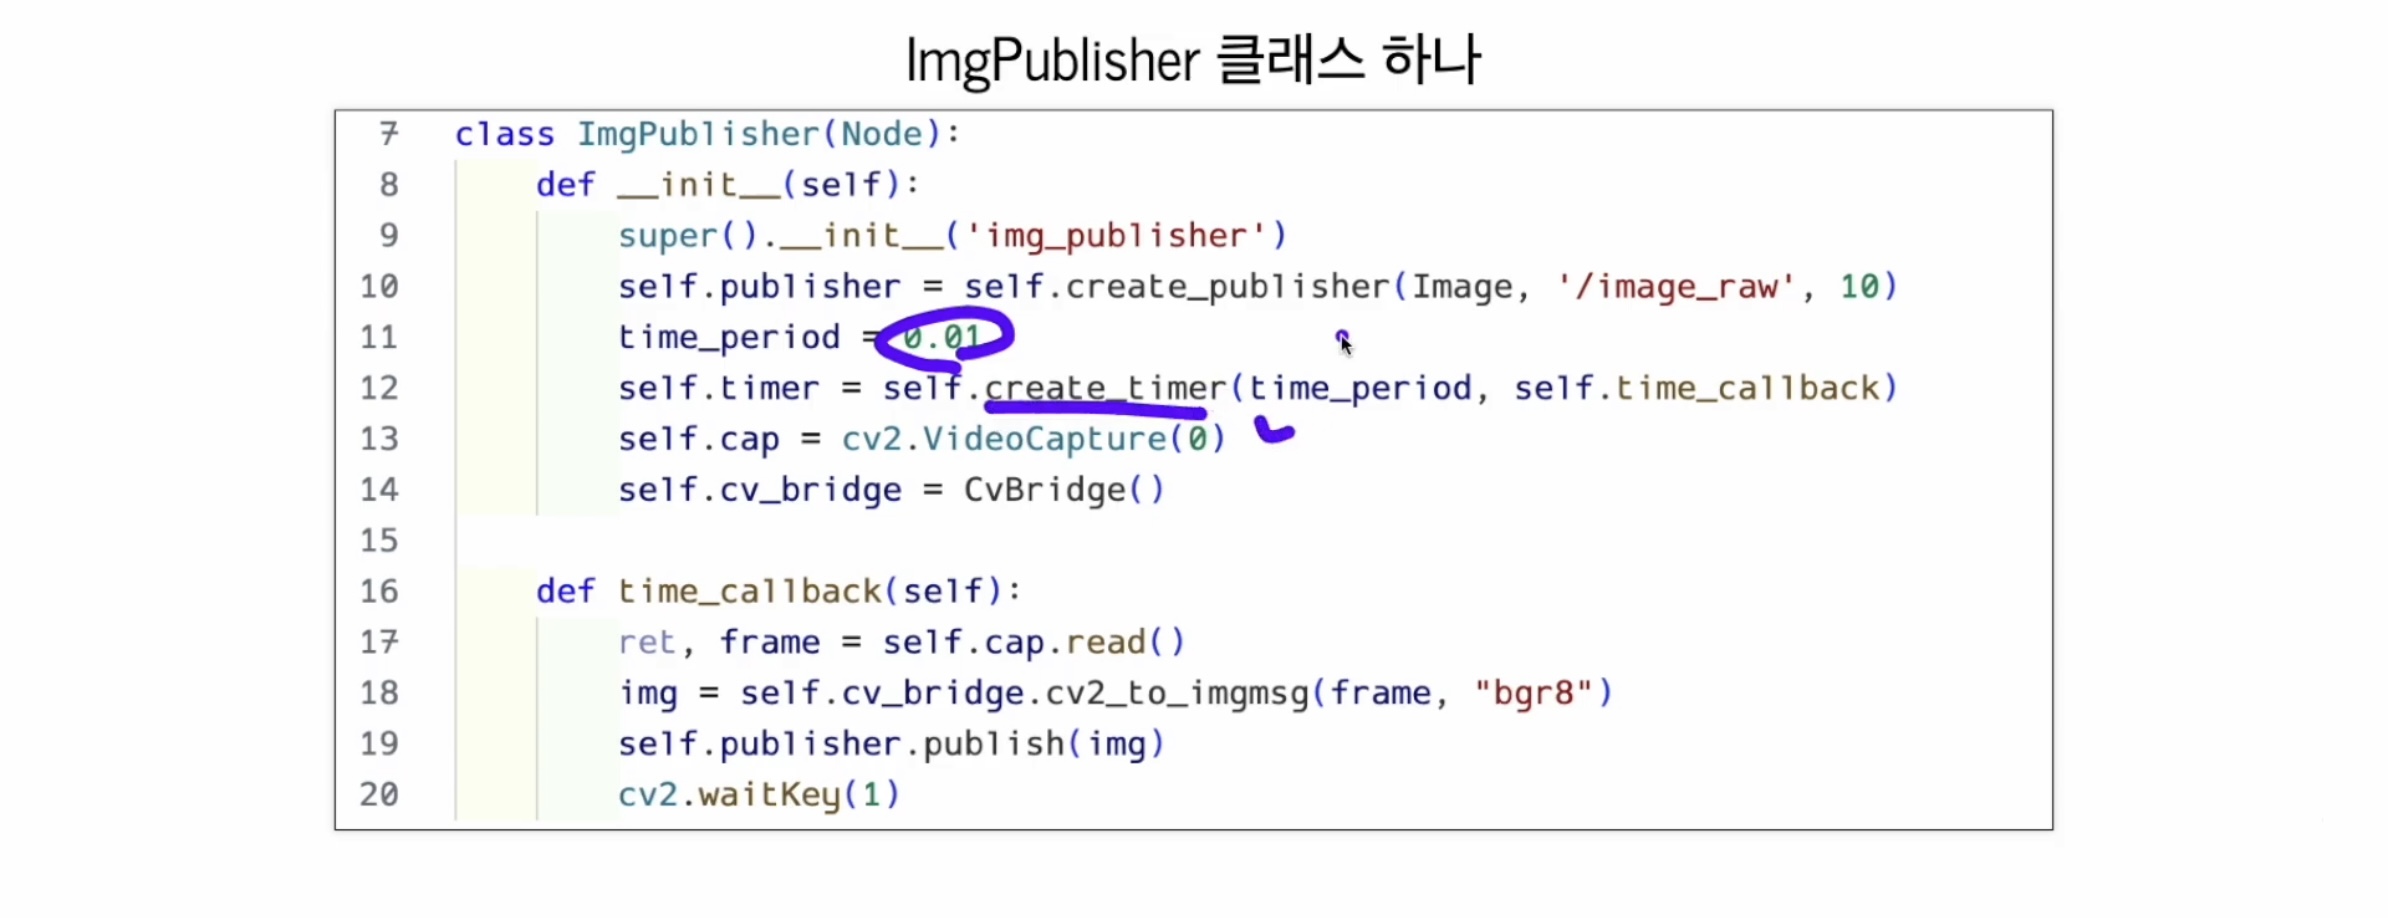 ImgPublisher 클래스 하나
7 class ImgPublisher(Node):
8 def __init__(self):
9 super().__init__('img_publisher')
10 self.publisher = self.create_publisher(Image, '/image_raw', 10)
11 time_period = 0.01
12 self.timer = self.create_timer(time_period, self.time_callback)
13 self.cap = cv2.VideoCapture(0)
14 self.cv_bridge = CvBridge()
15
16 def time_callback(self):
17 ret, frame = self.cap.read()
18 img = self.cv_bridge.cv2_to_imgmsg(frame, "bgr8")
19 self.publisher.publish(img)
20 cv2.waitKey(1)